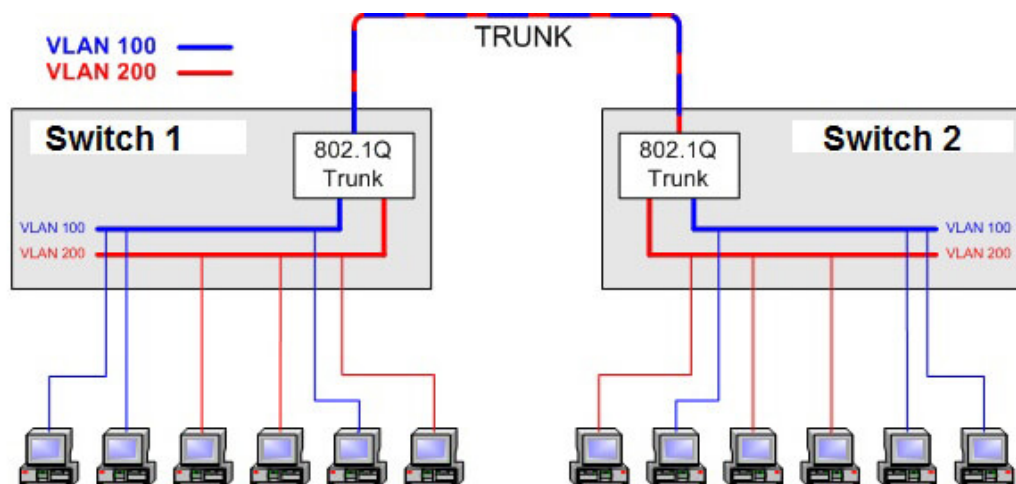 VLAN 100
VLAN 200
TRUNK
Switch 1
802.1Q
Trunk
VLAN 100
VLAN 200
802.1Q
Trunk
Switch 2
VLAN 100
VLAN 200